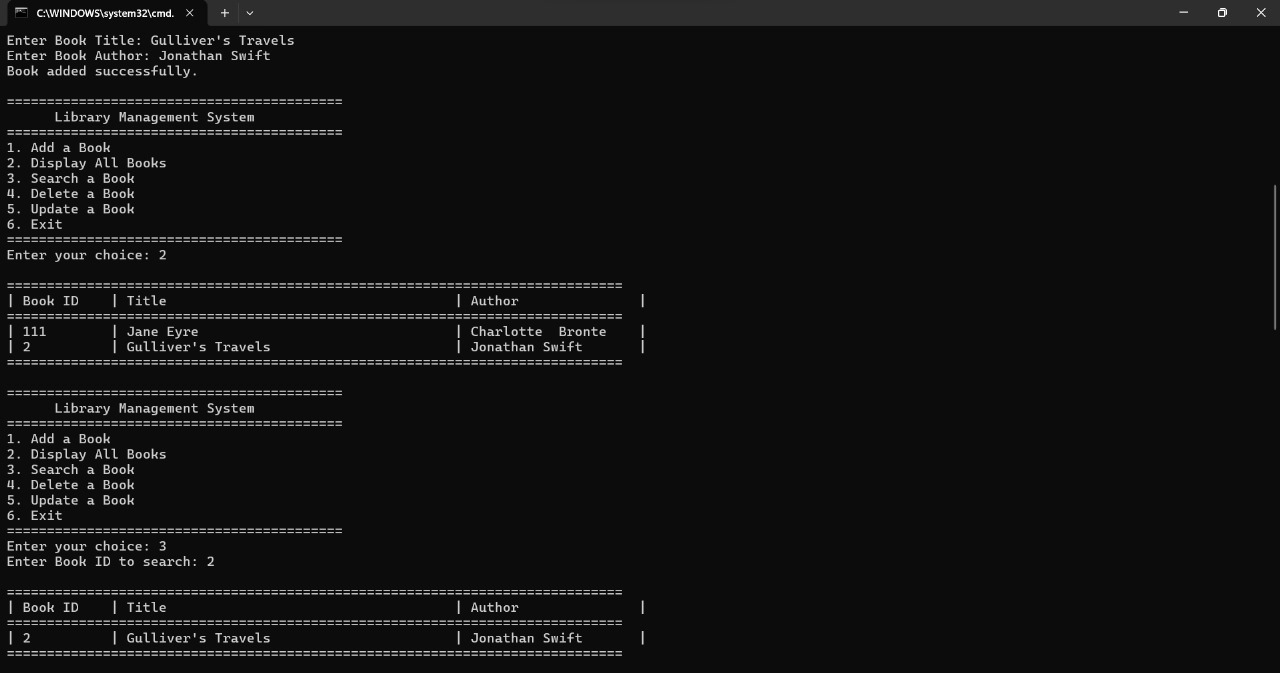 C:\WINDOWS\system32\cmd.
Enter Book Title: Gulliver's Travels
Enter Book Author: Jonathan Swift
Book added successfully.
==========================================
      Library Management System
==========================================
1. Add a Book
2. Display All Books
3. Search a Book
4. Delete a Book
5. Update a Book
6. Exit
==========================================
Enter your choice: 2
=============================================================================
| Book ID    | Title                                    | Author               |
=============================================================================
| 111        | Jane Eyre                                | Charlotte  Bronte    |
| 2          | Gulliver's Travels                       | Jonathan Swift       |
=============================================================================
==========================================
      Library Management System
==========================================
1. Add a Book
2. Display All Books
3. Search a Book
4. Delete a Book
5. Update a Book
6. Exit
==========================================
Enter your choice: 3
Enter Book ID to search: 2
=============================================================================
| Book ID    | Title                                    | Author               |
=============================================================================
| 2          | Gulliver's Travels                       | Jonathan Swift       |
=============================================================================